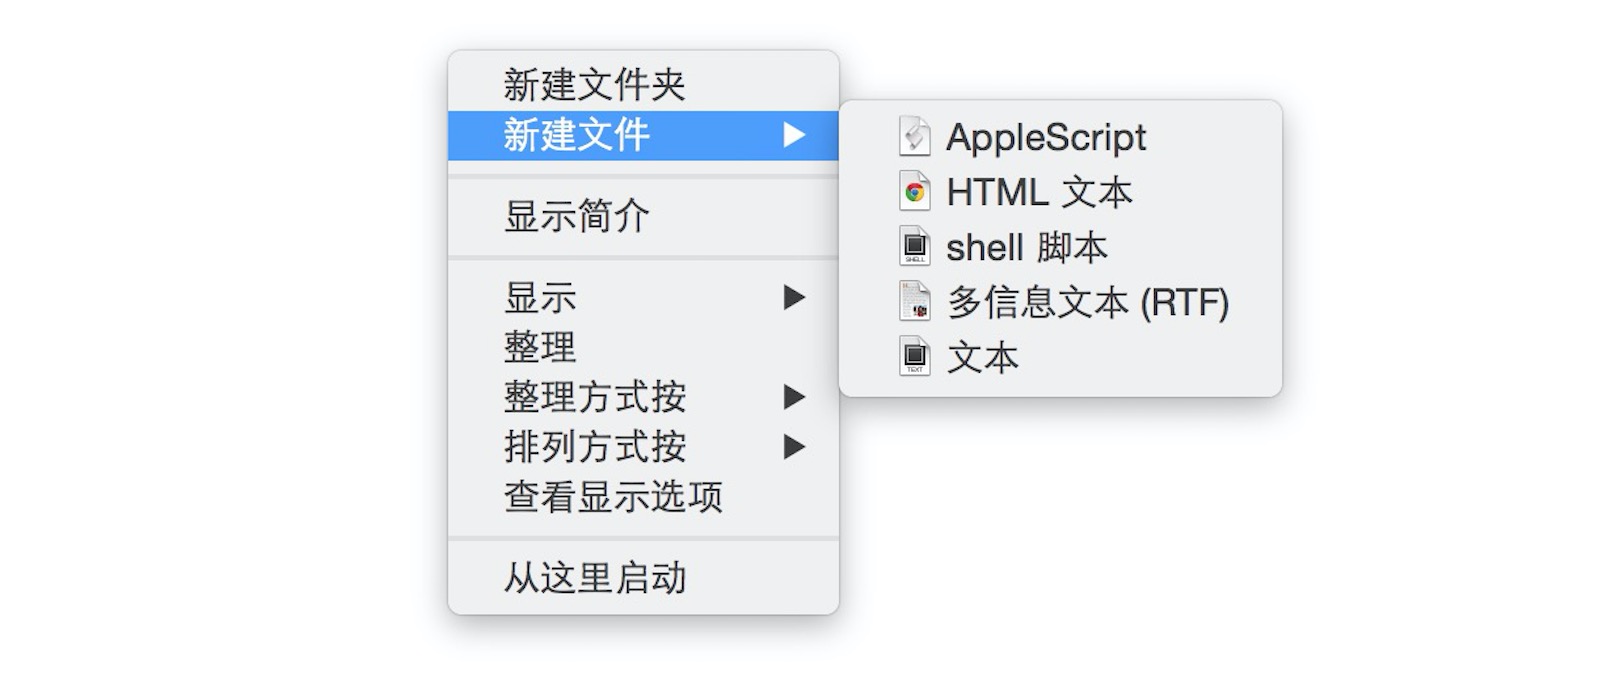 新建文件夹
新建文件
显示简介
显示
整理
整理方式按
排列方式按
查看显示选项
从这里启动
AppleScript
HTML 文本
SHELL
shell 脚本
多信息文本 (RTF)
TEXT
文本